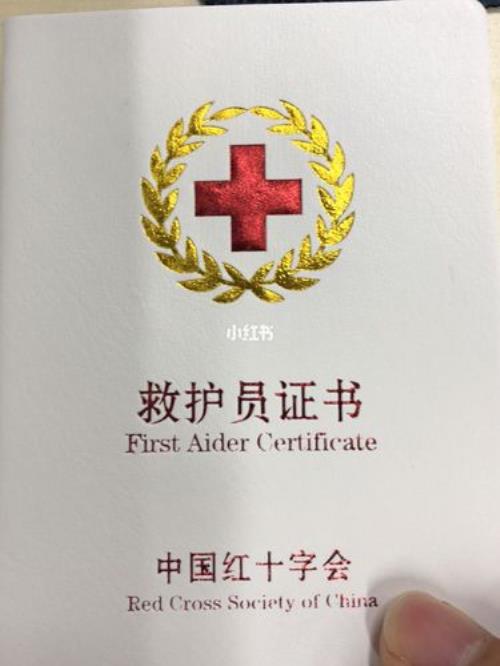 小红书
救护员证书
First Aider Certificate
中国红十字会
Red Cross Society of China